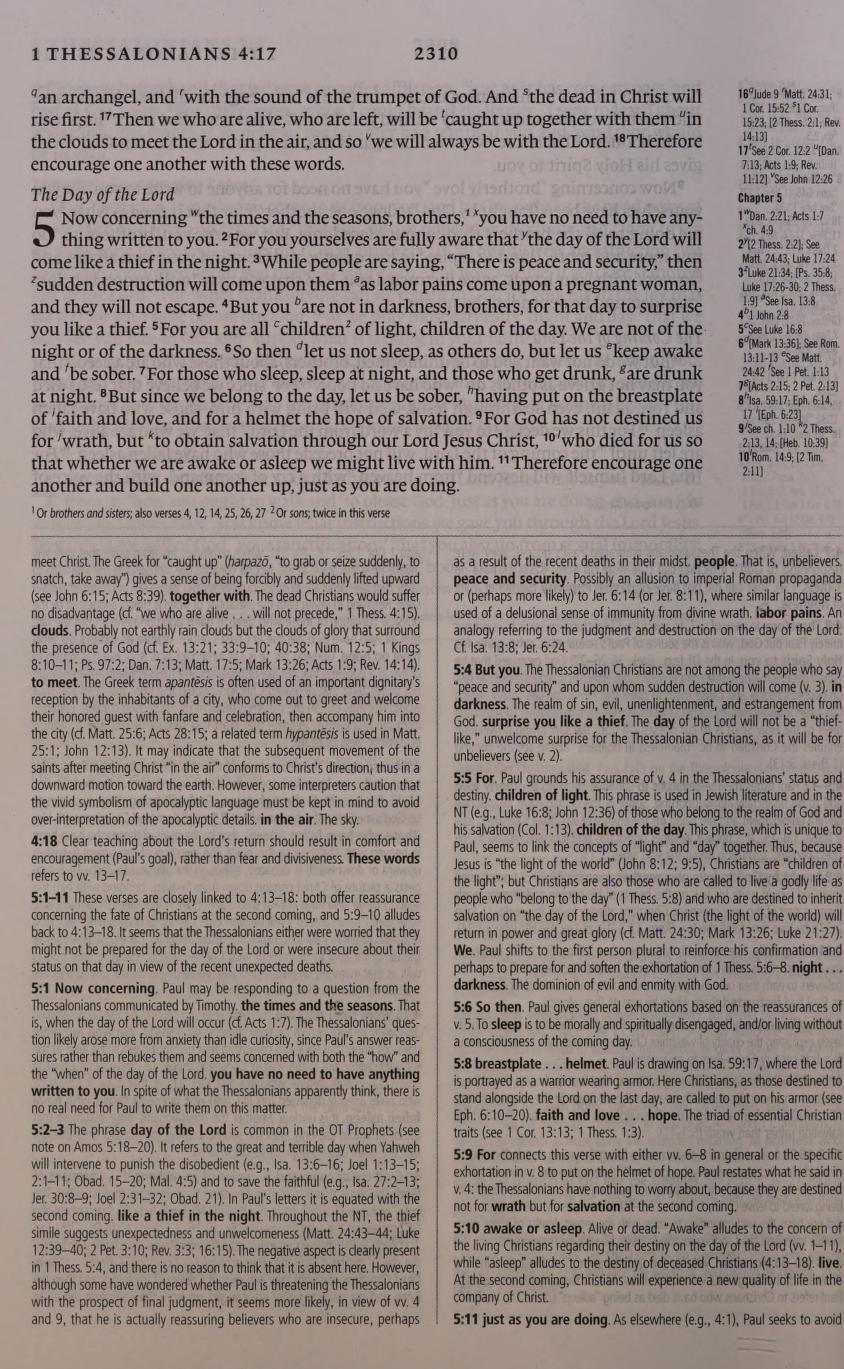 1 THESSALONIANS 4:17
2310
qan archangel, and rwith the sound of the trumpet of God. And sthe dead in Christ will
rise first. 17Then we who are alive, who are left, will be tcaught up together with them uin
the clouds to meet the Lord in the air, and so vwe will always be with the Lord. 18Therefore
encourage one another with these words.
The Day of the Lord
5 Now concerning wthe times and the seasons, brothers,1 xyou have no need to have any-
thing written to you. 2For you yourselves are fully aware that ythe day of the Lord will
come like a thief in the night. 3While people are saying, “There is peace and security,” then
zsudden destruction will come upon them aas labor pains come upon a pregnant woman,
and they will not escape. 4But you bare not in darkness, brothers, for that day to surprise
you like a thief. 5For you are all cchildren2 of light, children of the day. We are not of the
night or of the darkness. 6So then dlet us not sleep, as others do, but let us ekeep awake
and fbe sober. 7For those who sleep, sleep at night, and those who get drunk, gare drunk
at night. 8But since we belong to the day, let us be sober, hhaving put on the breastplate
of ifaith and love, and for a helmet the hope of salvation. 9For God has not destined us
for jwrath, but kto obtain salvation through our Lord Jesus Christ, 10lwho died for us so
that whether we are awake or asleep we might live with him. 11Therefore encourage one
another and build one another up, just as you are doing.
1 Or brothers and sisters; also verses 4, 12, 14, 25, 26, 27 2 Or sons; twice in this verse
16qJude 9 rMatt. 24:31;
1 Cor. 15:52 s1 Cor.
15:23; [2 Thess. 2:1; Rev.
14:13]
17tSee 2 Cor. 12:2 u[Dan.
7:13; Acts 1:9; Rev.
11:12] vSee John 12:26
Chapter 5
1wDan. 2:21; Acts 1:7
xch. 4:9
2y[2 Thess. 2:2]; See
Matt. 24:43; Luke 17:24
3zLuke 21:34; [Ps. 35:8;
Luke 17:26-30; 2 Thess.
1:9] aSee Isa. 13:8
4b1 John 2:8
5cSee Luke 16:8
6d[Mark 13:36]; See Rom.
13:11-13 eSee Matt.
24:42 fSee 1 Pet. 1:13
7g[Acts 2:15; 2 Pet. 2:13]
8hIsa. 59:17; Eph. 6:14,
17 i[Eph. 6:23]
9jSee ch. 1:10 k2 Thess.
2:13, 14; [Heb. 10:39]
10lRom. 14:9; [2 Tim.
2:11]
meet Christ. The Greek for “caught up” (harpazō, “to grab or seize suddenly, to
snatch, take away”) gives a sense of being forcibly and suddenly lifted upward
(see John 6:15; Acts 8:39). together with. The dead Christians would suffer
no disadvantage (cf. “we who are alive . . . will not precede,” 1 Thess. 4:15).
clouds. Probably not earthly rain clouds but the clouds of glory that surround
the presence of God (cf. Ex. 13:21; 33:9–10; 40:38; Num. 12:5; 1 Kings
8:10–11; Ps. 97:2; Dan. 7:13; Matt. 17:5; Mark 13:26; Acts 1:9; Rev. 14:14).
to meet. The Greek term apantēsis is often used of an important dignitary's
reception by the inhabitants of a city, who come out to greet and welcome
their honored guest with fanfare and celebration, then accompany him into
the city (cf. Matt. 25:6; Acts 28:15; a related term hypantēsis is used in Matt.
25:1; John 12:13). It may indicate that the subsequent movement of the
saints after meeting Christ “in the air” conforms to Christ's direction, thus in a
downward motion toward the earth. However, some interpreters caution that
the vivid symbolism of apocalyptic language must be kept in mind to avoid
over-interpretation of the apocalyptic details. in the air. The sky.
4:18 Clear teaching about the Lord's return should result in comfort and
encouragement (Paul's goal), rather than fear and divisiveness. These words
refers to vv. 13–17.
5:1–11 These verses are closely linked to 4:13–18: both offer reassurance
concerning the fate of Christians at the second coming, and 5:9–10 alludes
back to 4:13–18. It seems that the Thessalonians either were worried that they
might not be prepared for the day of the Lord or were insecure about their
status on that day in view of the recent unexpected deaths.
5:1 Now concerning. Paul may be responding to a question from the
Thessalonians communicated by Timothy. the times and the seasons. That
is, when the day of the Lord will occur (cf. Acts 1:7). The Thessalonians' ques-
tion likely arose more from anxiety than idle curiosity, since Paul's answer reas-
sures rather than rebukes them and seems concerned with both the “how” and
the “when” of the day of the Lord. you have no need to have anything
written to you. In spite of what the Thessalonians apparently think, there is
no real need for Paul to write them on this matter.
5:2–3 The phrase day of the Lord is common in the OT Prophets (see
note on Amos 5:18–20). It refers to the great and terrible day when Yahweh
will intervene to punish the disobedient (e.g., Isa. 13:6–16; Joel 1:13–15;
2:1–11; Obad. 15–20; Mal. 4:5) and to save the faithful (e.g., Isa. 27:2–13;
Jer. 30:8–9; Joel 2:31–32; Obad. 21). In Paul's letters it is equated with the
second coming. like a thief in the night. Throughout the NT, the thief
simile suggests unexpectedness and unwelcomeness (Matt. 24:43–44; Luke
12:39–40; 2 Pet. 3:10; Rev. 3:3; 16:15). The negative aspect is clearly present
in 1 Thess. 5:4, and there is no reason to think that it is absent here. However,
although some have wondered whether Paul is threatening the Thessalonians
with the prospect of final judgment, it seems more likely, in view of vv. 4
and 9, that he is actually reassuring believers who are insecure, perhaps
as a result of the recent deaths in their midst. people. That is, unbelievers.
peace and security. Possibly an allusion to imperial Roman propaganda
or (perhaps more likely) to Jer. 6:14 (or Jer. 8:11), where similar language is
used of a delusional sense of immunity from divine wrath. labor pains. An
analogy referring to the judgment and destruction on the day of the Lord.
Cf. Isa. 13:8; Jer. 6:24.
5:4 But you. The Thessalonian Christians are not among the people who say
“peace and security” and upon whom sudden destruction will come (v. 3). in
darkness. The realm of sin, evil, unenlightenment, and estrangement from
God. surprise you like a thief. The day of the Lord will not be a “thief-
like,” unwelcome surprise for the Thessalonian Christians, as it will be for
unbelievers (see v. 2).
5:5 For. Paul grounds his assurance of v. 4 in the Thessalonians' status and
destiny. children of light. This phrase is used in Jewish literature and in the
NT (e.g., Luke 16:8; John 12:36) of those who belong to the realm of God and
his salvation (Col. 1:13). children of the day. This phrase, which is unique to
Paul, seems to link the concepts of “light” and “day” together. Thus, because
Jesus is “the light of the world” (John 8:12; 9:5), Christians are “children of
the light”; but Christians are also those who are called to live a godly life as
people who “belong to the day” (1 Thess. 5:8) and who are destined to inherit
salvation on “the day of the Lord,” when Christ (the light of the world) will
return in power and great glory (cf. Matt. 24:30; Mark 13:26; Luke 21:27).
We. Paul shifts to the first person plural to reinforce his confirmation and
perhaps to prepare for and soften the exhortation of 1 Thess. 5:6–8. night . . .
darkness. The dominion of evil and enmity with God.
5:6 So then. Paul gives general exhortations based on the reassurances of
v. 5. To sleep is to be morally and spiritually disengaged, and/or living without
a consciousness of the coming day.
5:8 breastplate . . . helmet. Paul is drawing on Isa. 59:17, where the Lord
is portrayed as a warrior wearing armor. Here Christians, as those destined to
stand alongside the Lord on the last day, are called to put on his armor (see
Eph. 6:10–20). faith and love . . . hope. The triad of essential Christian
traits (see 1 Cor. 13:13; 1 Thess. 1:3).
5:9 For connects this verse with either vv. 6–8 in general or the specific
exhortation in v. 8 to put on the helmet of hope. Paul restates what he said in
v. 4: the Thessalonians have nothing to worry about, because they are destined
not for wrath but for salvation at the second coming.
5:10 awake or asleep. Alive or dead. “Awake” alludes to the concern of
the living Christians regarding their destiny on the day of the Lord (vv. 1–11),
while “asleep” alludes to the destiny of deceased Christians (4:13–18). live.
At the second coming, Christians will experience a new quality of life in the
company of Christ.
5:11 just as you are doing. As elsewhere (e.g., 4:1), Paul seeks to avoid